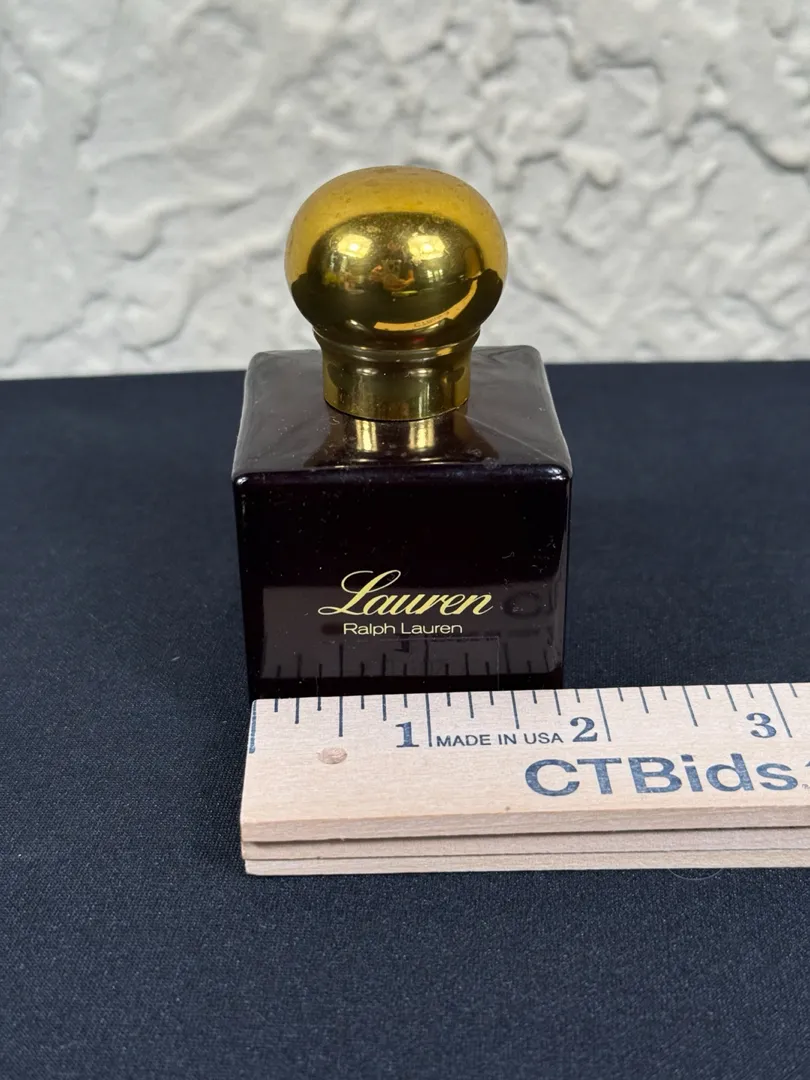 Lauren
Ralph Lauren
1 MADE IN USA 2 3
CTBids